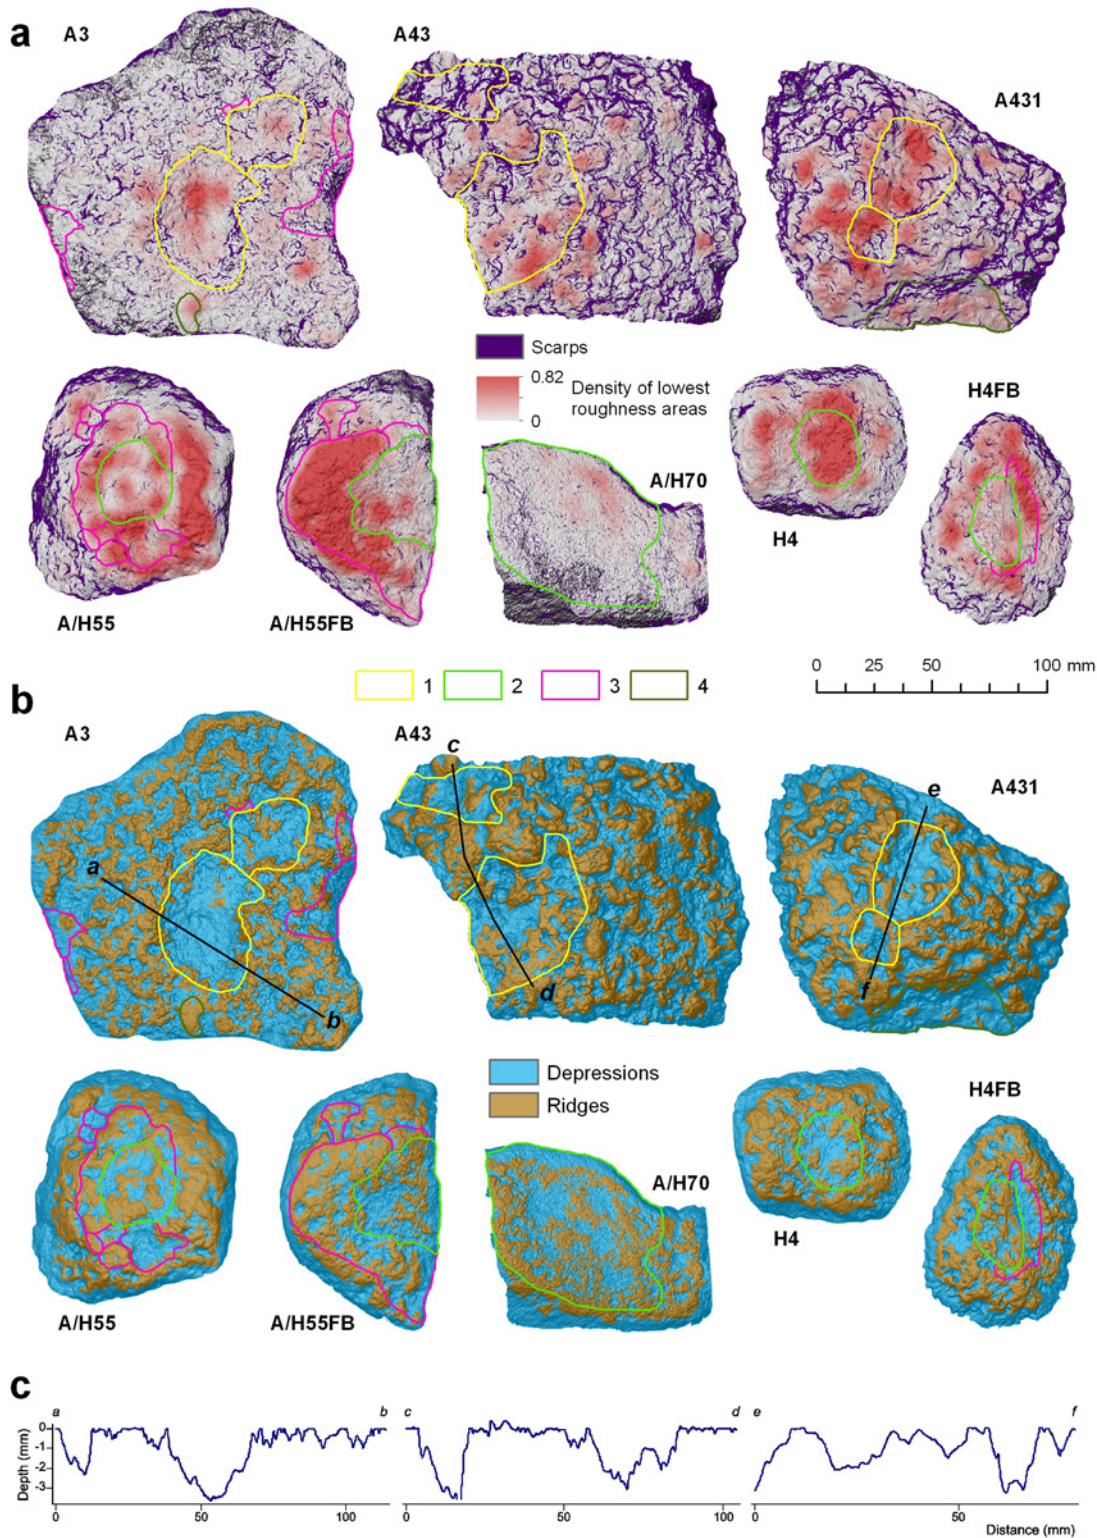 a
A3
A43
A431
Scarps
0.82
0
Density of lowest
roughness areas
H4FB
A/H70
H4
A/H55
A/H55FB
1 2 3 4
0 25 50 100 mm
b
A3
A43
A431
c
e
a
b
d
f
Depressions
Ridges
H4FB
A/H70
H4
A/H55
A/H55FB
c
a b c d e f
Depth (mm)
0
-1
-2
-3
0 50 100 0 50 100 0 50
Distance (mm)